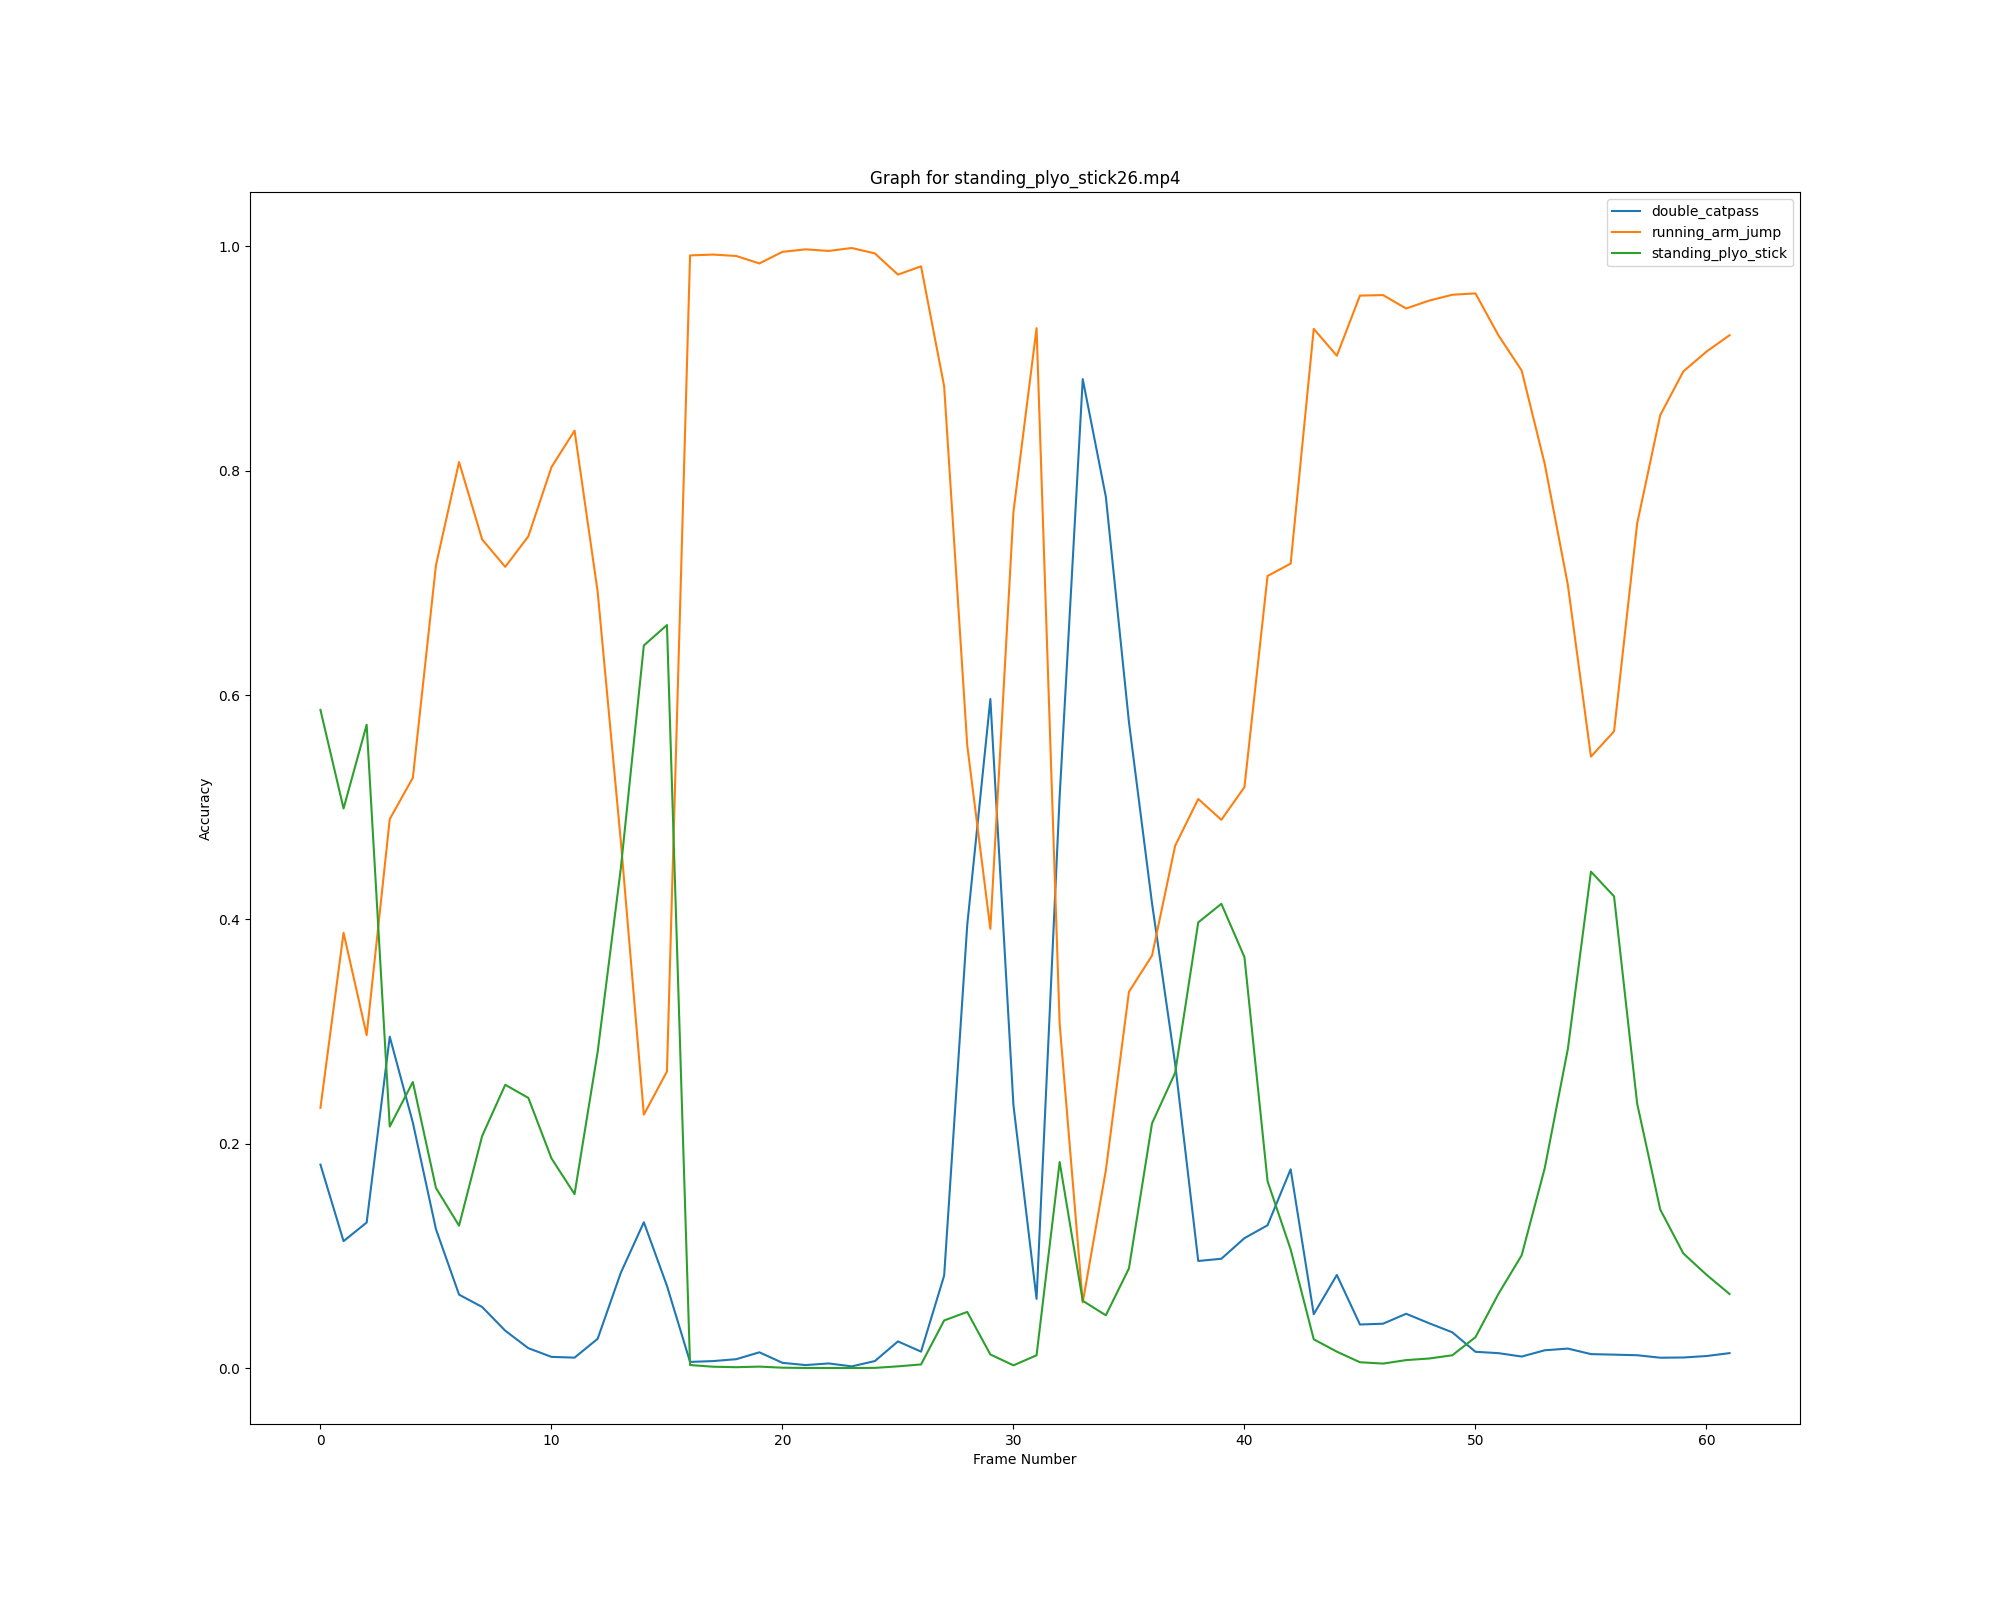 Graph for standing_plyo_stick26.mp4
double_catpass
running_arm_jump
standing_plyo_stick
1.0
0.8
0.6
0.4
0.2
0.0
Accuracy
0 10 20 30 40 50 60
Frame Number